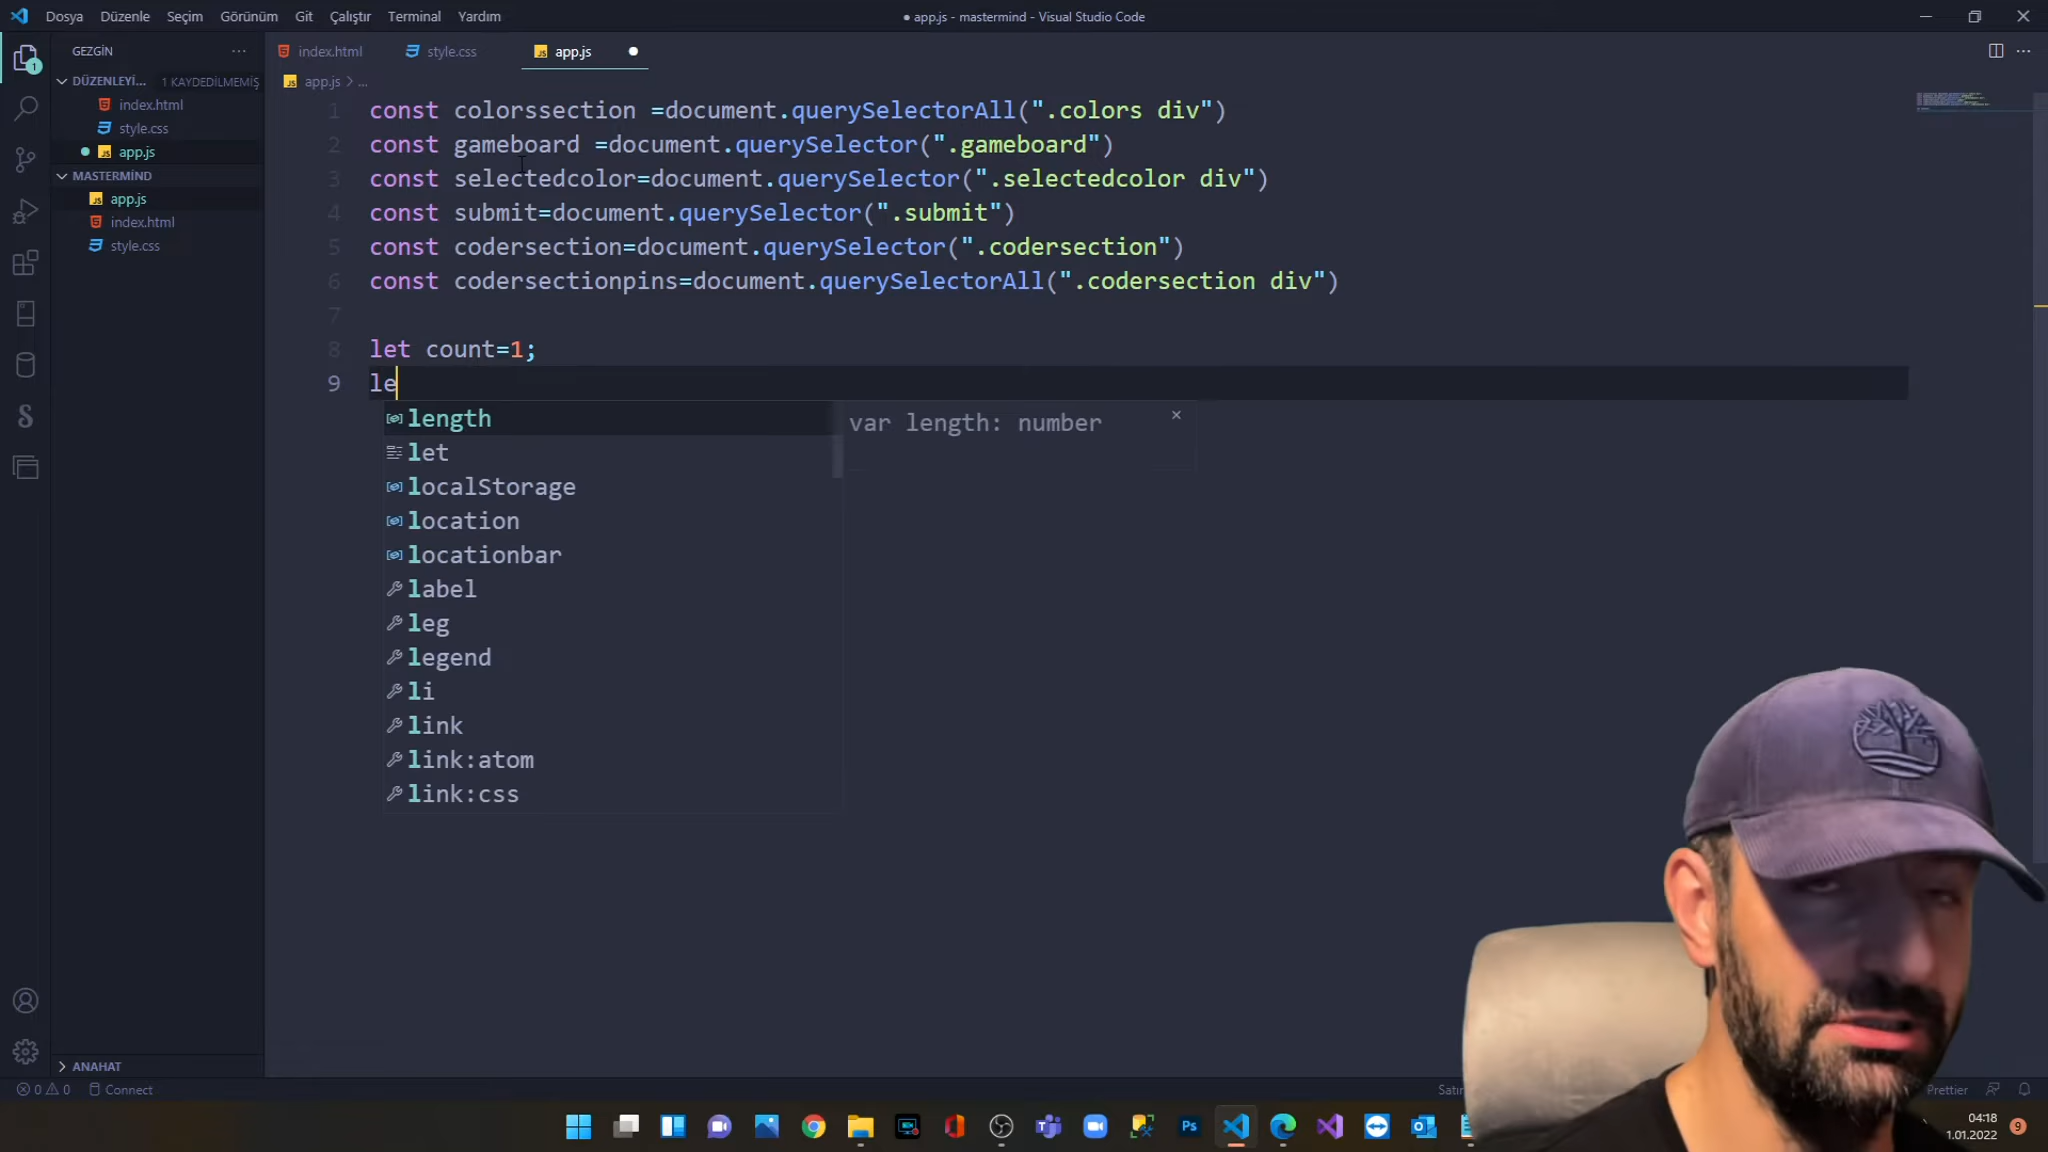 Dosya Düzenle Seçim Görünüm Git Çalıştır Terminal Yardım
● app.js - mastermind - Visual Studio Code
GEZGİN ···
index.html style.css app.js ●
DÜZENLEYİ... 1 KAYDEDİLMEMİŞ
app.js > ...
index.html
style.css
app.js
MASTERMİND
app.js
index.html
style.css
1 const colorssection =document.querySelectorAll(".colors div")
2 const gameboard =document.querySelector(".gameboard")
3 const selectedcolor=document.querySelector(".selectedcolor div")
4 const submit=document.querySelector(".submit")
5 const codersection=document.querySelector(".codersection")
6 const codersectionpins=document.querySelectorAll(".codersection div")
7
8 let count=1;
9 le
length
var length: number ×
let
localStorage
location
locationbar
label
leg
legend
li
link
link:atom
link:css
ANAHAT
0 0 Connect
Prettier
Ps
04:18
1.01.2022
9
1